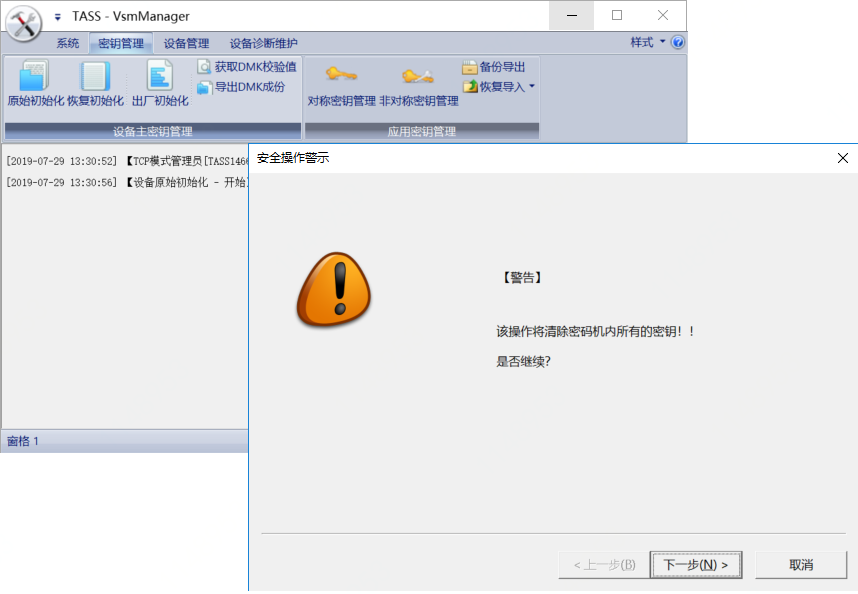 TASS - VsmManager
系统 密钥管理 设备管理 设备诊断维护 样式
原始初始化 恢复初始化 出厂初始化 获取DMK校验值
导出DMK成份
对称密钥管理 非对称密钥管理 备份导出
恢复导入
设备主密钥管理 应用密钥管理
[2019-07-29 13:30:52] 【TCP模式管理员[TASS146
[2019-07-29 13:30:56] 【设备原始初始化 - 开始
窗格 1
安全操作警示
【警告】
该操作将清除密码机内所有的密钥！！
是否继续?
< 上一步(B) 下一步(N) > 取消